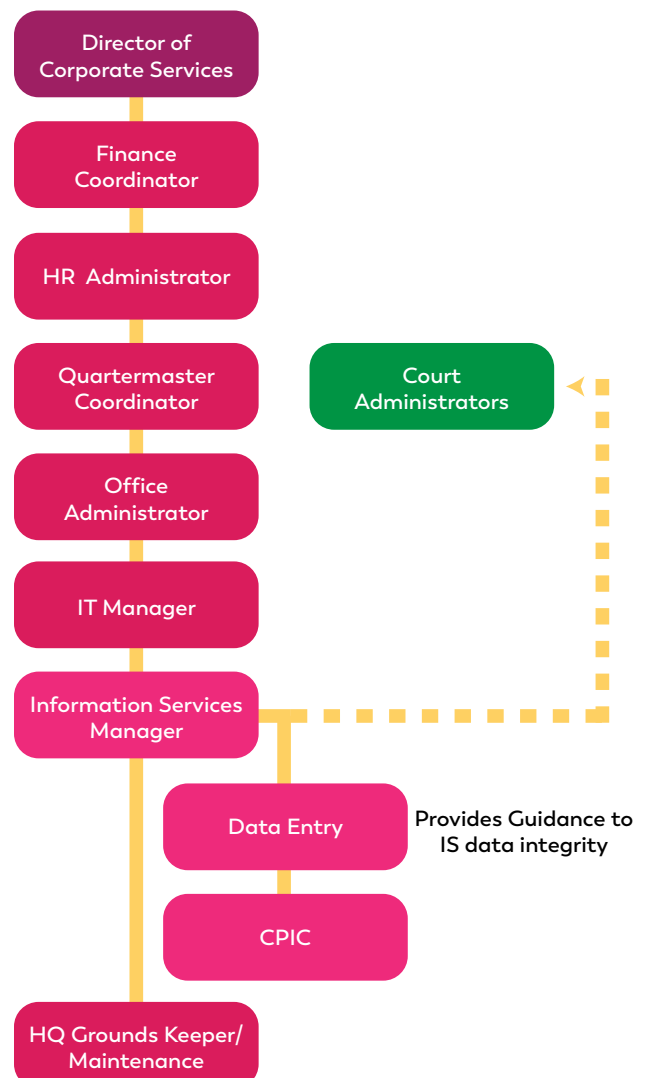 Director of
Corporate Services
Finance
Coordinator
HR Administrator
Quartermaster
Coordinator
Court
Administrators
Office
Administrator
IT Manager
Information Services
Manager
Data Entry
Provides Guidance to
IS data integrity
CPIC
HQ Grounds Keeper/
Maintenance